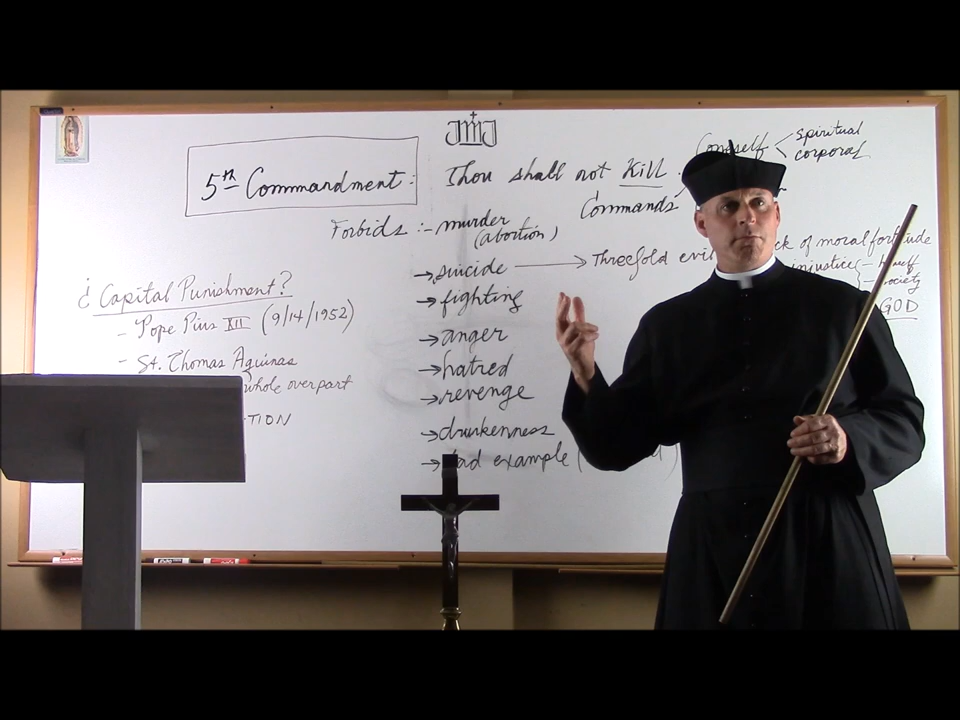 JMJ
5th Commandment:
Thou shall not Kill
oneself
spiritual
corporal
Commands
Forbids:- murder
(abortion)
→ suicide → Threefold evil
of moral fortitude
injustice
society
GOD
→ fighting
→ anger
→ hatred
→ revenge
→ drunkenness
→ bad example (
¿ Capital Punishment?
- Pope Pius XII (9/14/1952)
- St. Thomas Aquinas
whole over part